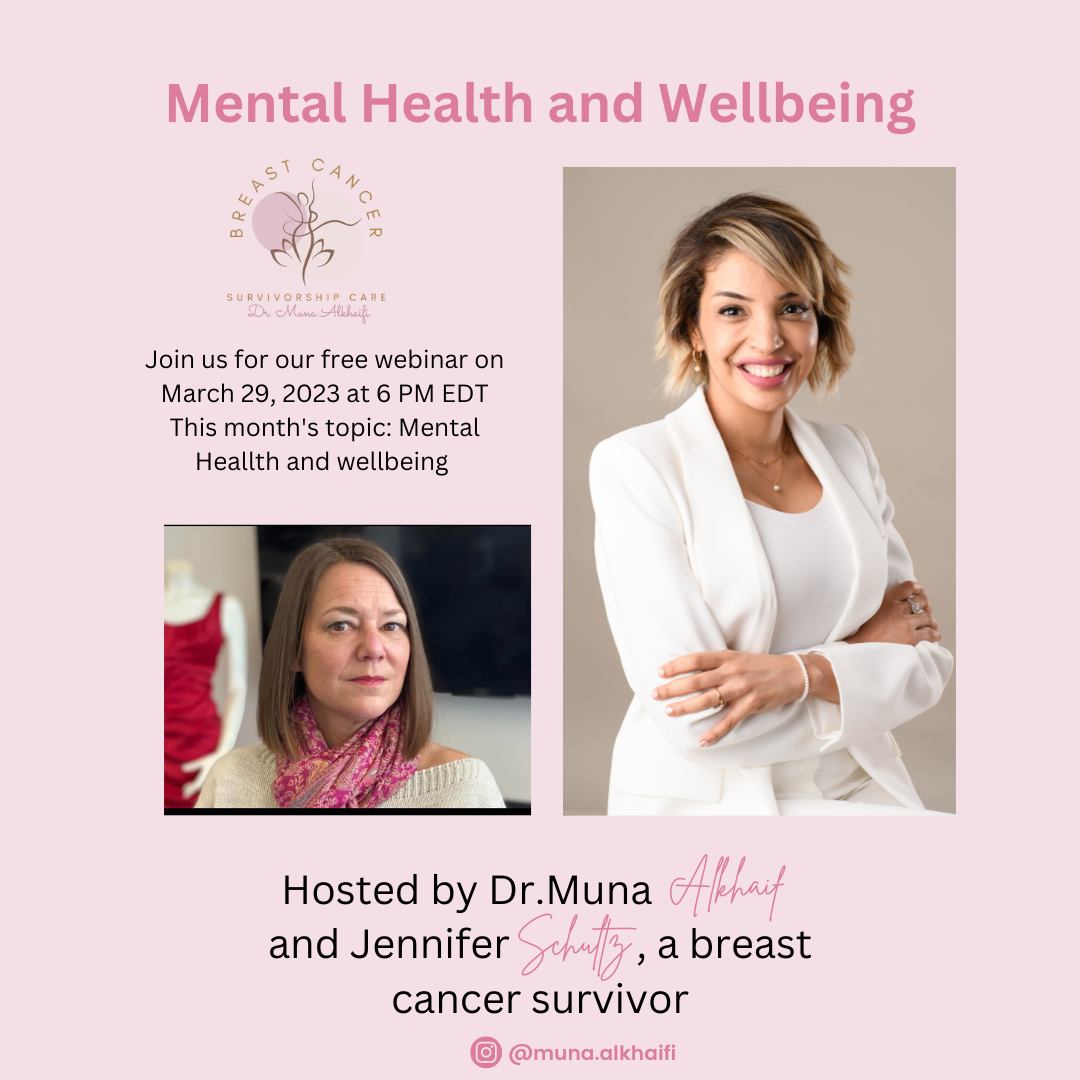 Mental Health and Wellbeing
BREAST CANCER
SURVIVORSHIP CARE
Dr. Muna Alkhaifi
Join us for our free webinar on
March 29, 2023 at 6 PM EDT
This month's topic: Mental
Heallth and wellbeing
Hosted by Dr.Muna Alkhaif
and Jennifer Schultz, a breast
cancer survivor
@muna.alkhaifi